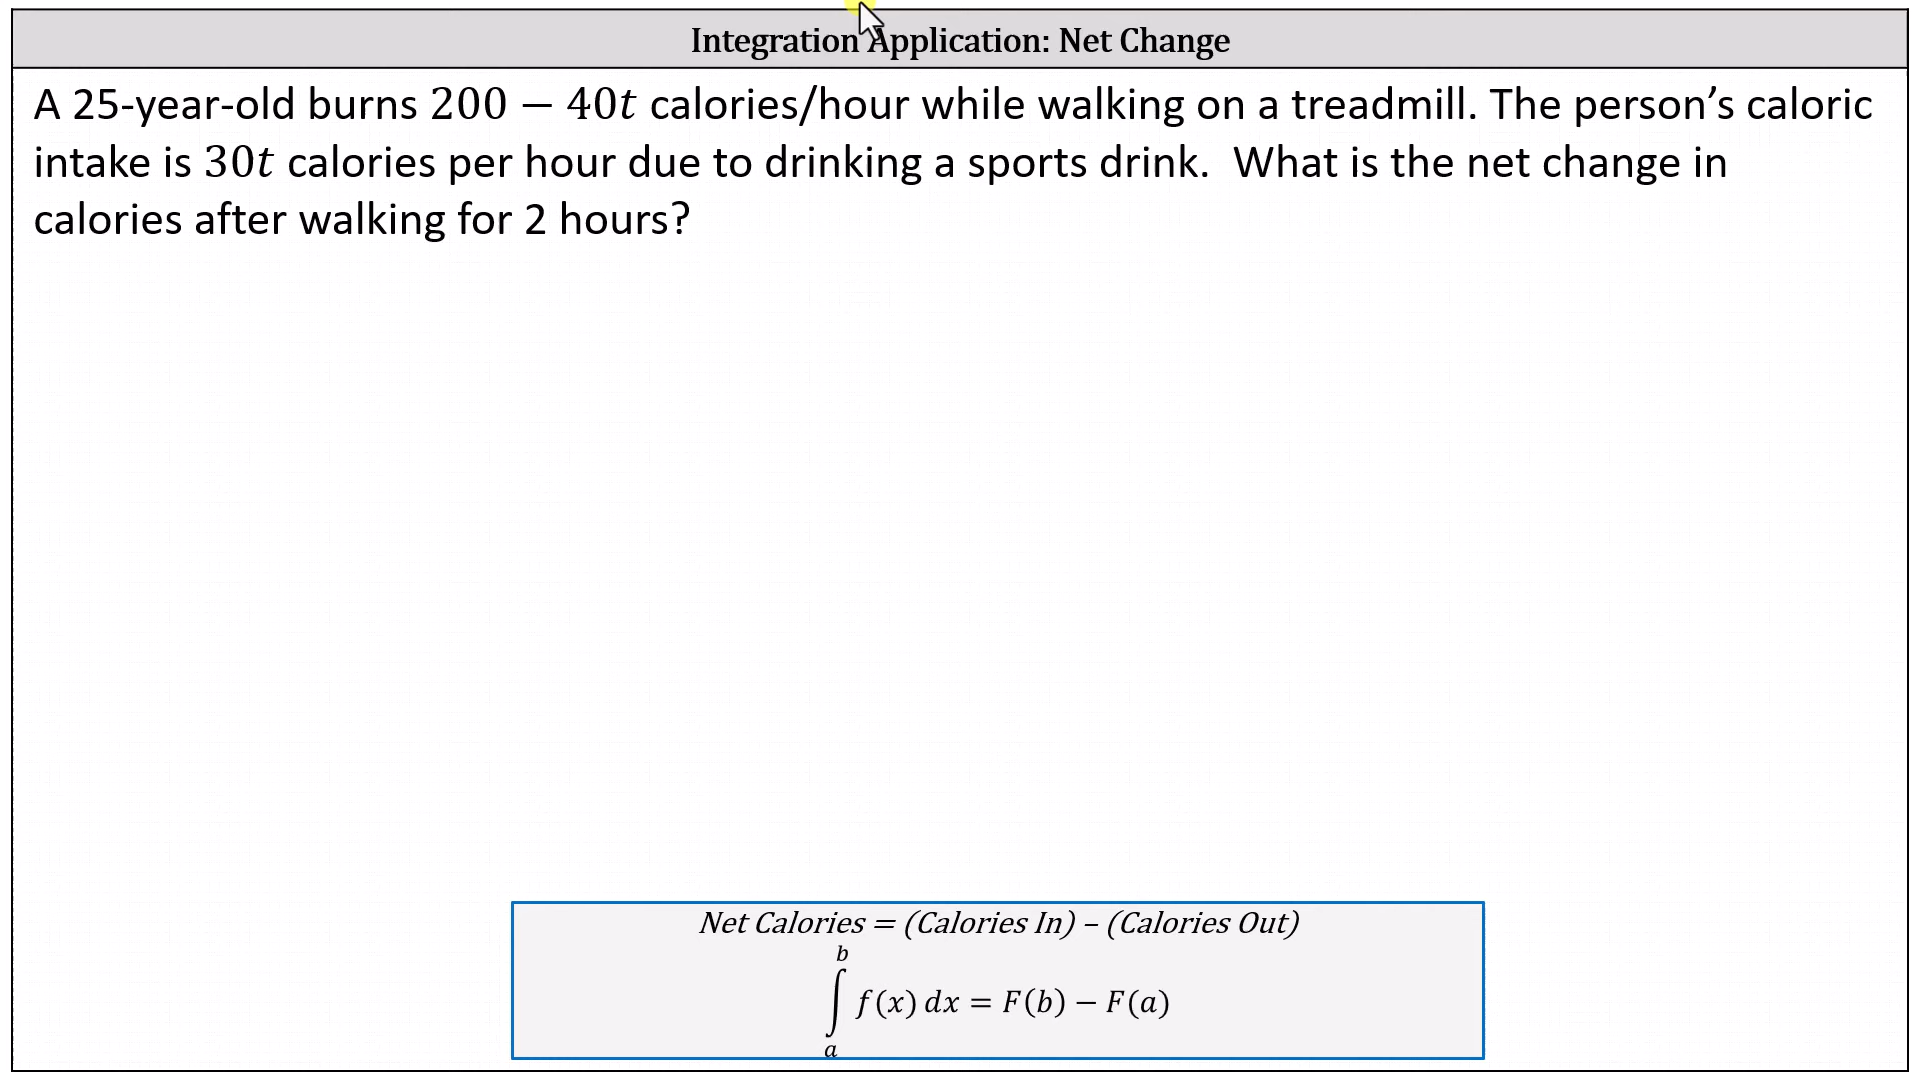 Integration Application: Net Change
A 25-year-old burns 200 − 40t calories/hour while walking on a treadmill. The person’s caloric
intake is 30t calories per hour due to drinking a sports drink.  What is the net change in
calories after walking for 2 hours?
Net Calories = (Calories In) – (Calories Out)
b
∫ f(x) dx = F(b) − F(a)
a